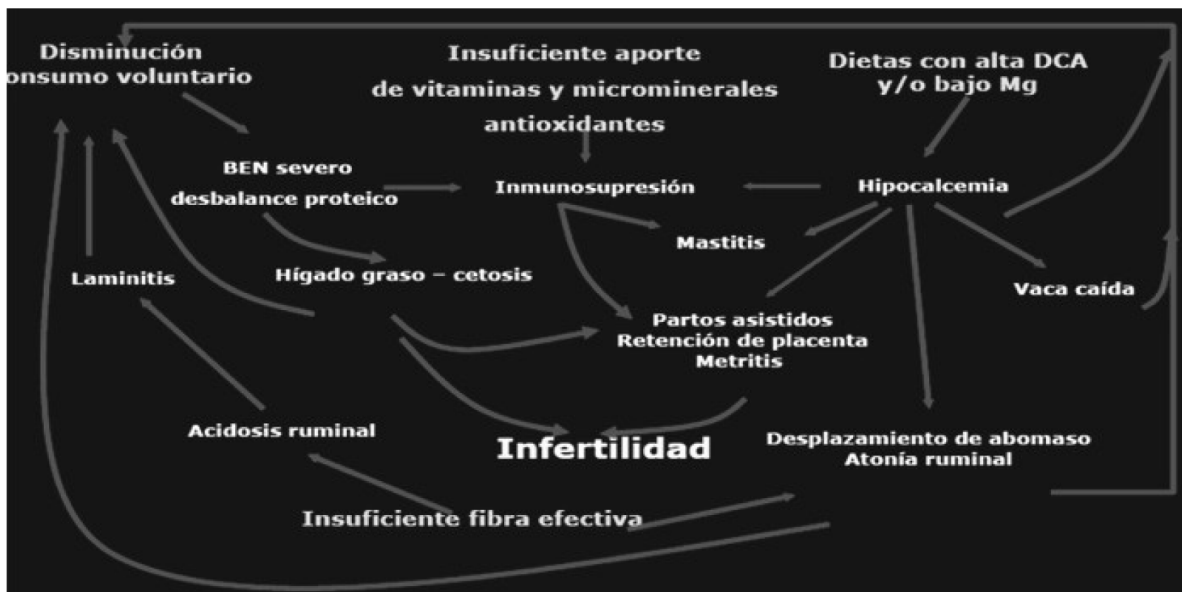 Disminución
onsumo voluntario
Insuficiente aporte
de vitaminas y microminerales
antioxidantes
Dietas con alta DCA
y/o bajo Mg
BEN severo
desbalance proteico
Inmunosupresión
Hipocalcemia
Mastitis
Laminitis
Hígado graso – cetosis
Vaca caída
Partos asistidos
Retención de placenta
Metritis
Acidosis ruminal
Infertilidad
Desplazamiento de abomaso
Atonía ruminal
Insuficiente fibra efectiva